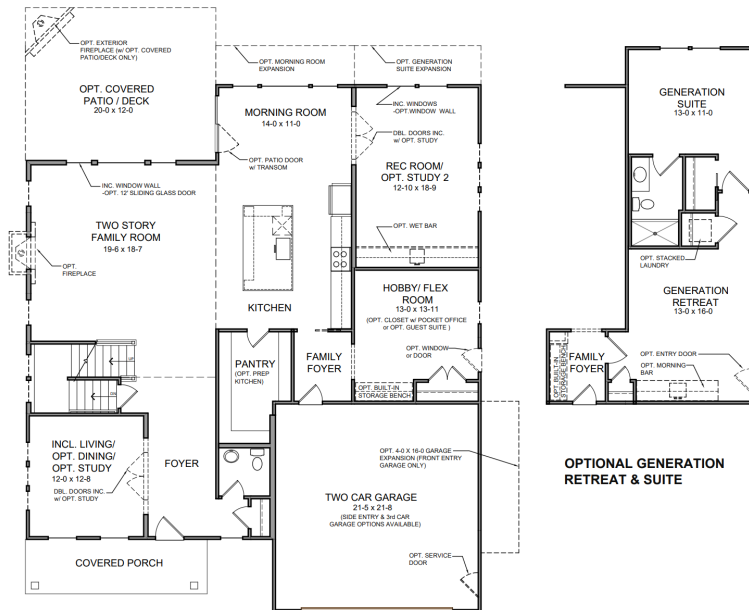 OPT. EXTERIOR
FIREPLACE (w/ OPT. COVERED
PATIO/DECK ONLY)
OPT. COVERED
PATIO / DECK
20-0 x 12-0
OPT. MORNING ROOM
EXPANSION
OPT. GENERATION
SUITE EXPANSION
MORNING ROOM
14-0 x 11-0
INC. WINDOWS
-OPT.WINDOW WALL
DBL. DOORS INC.
w/ OPT. STUDY
OPT. PATIO DOOR
w/ TRANSOM
REC ROOM/
OPT. STUDY 2
12-10 x 18-9
INC. WINDOW WALL
-OPT. 12' SLIDING GLASS DOOR
TWO STORY
FAMILY ROOM
19-6 x 18-7
OPT.
FIREPLACE
OPT. WET BAR
KITCHEN
HOBBY/ FLEX
ROOM
13-0 x 13-11
(OPT. CLOSET w/ POCKET OFFICE
or OPT. GUEST SUITE )
OPT. WINDOW
or DOOR
PANTRY
(OPT. PREP
KITCHEN)
FAMILY
FOYER
OPT. BUILT-IN
STORAGE BENCH
UP
DN
INCL. LIVING/
OPT. DINING/
OPT. STUDY
12-0 x 12-8
DBL. DOORS INC.
w/ OPT. STUDY
FOYER
OPT. 4-0 X 16-0 GARAGE
EXPANSION (FRONT ENTRY
GARAGE ONLY)
TWO CAR GARAGE
21-5 x 21-8
(SIDE ENTRY & 3rd CAR
GARAGE OPTIONS AVAILABLE)
OPT. SERVICE
DOOR
COVERED PORCH
GENERATION
SUITE
13-0 x 11-0
OPT. STACKED
LAUNDRY
GENERATION
RETREAT
13-0 x 16-0
FAMILY
FOYER
OPT. BUILT-IN
STORAGE BENCH
OPT. ENTRY DOOR
OPT. MORNING
BAR
OPTIONAL GENERATION
RETREAT & SUITE